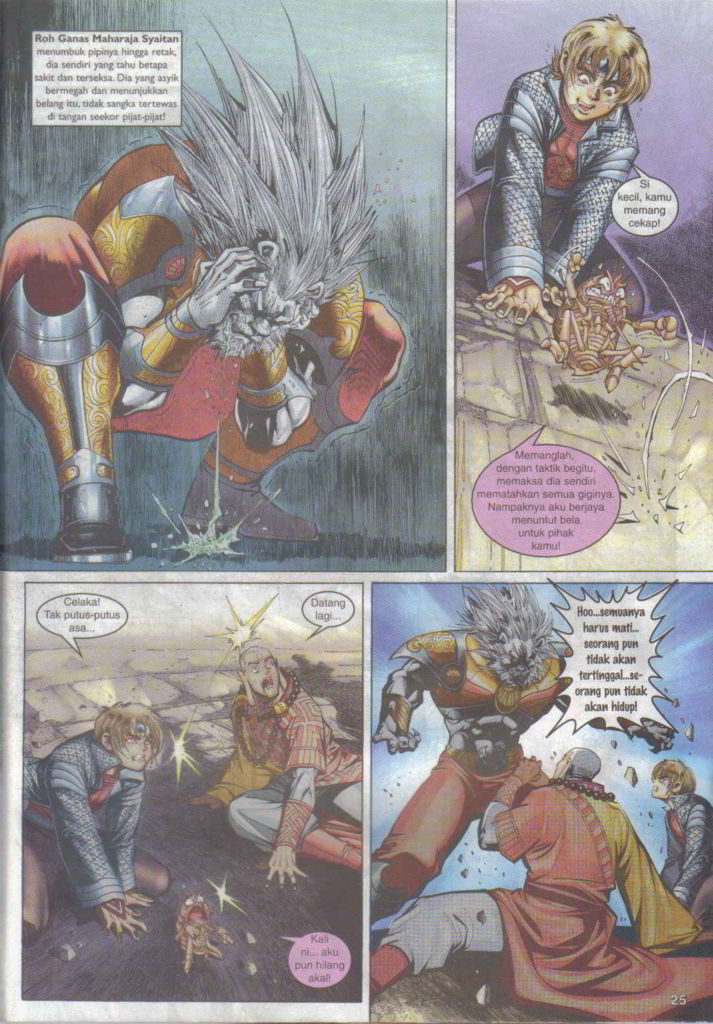 Roh Ganas Maharaja Syaitan
menumbuk pipinya hingga retak,
dia sendiri yang tahu betapa
sakit dan terseksa. Dia yang asyik
bermegah dan menunjukkan
belang itu, tidak sangka tertewas
di tangan seekor pijat-pijat!
Si
kecil, kamu
memang
cekap!
Memanglah,
dengan taktik begitu,
memaksa dia sendiri
mematahkan semua giginya.
Nampaknya aku berjaya
menuntut bela
untuk pihak
kamu!
Celaka!
Tak putus-putus
asa...
Datang
lagi...
Kali
ni... aku
pun hilang
akal!
Hoo...semuanya
harus mati...
seorang pun
tidak akan
tertinggal...se-
orang pun tidak
akan hidup!
25